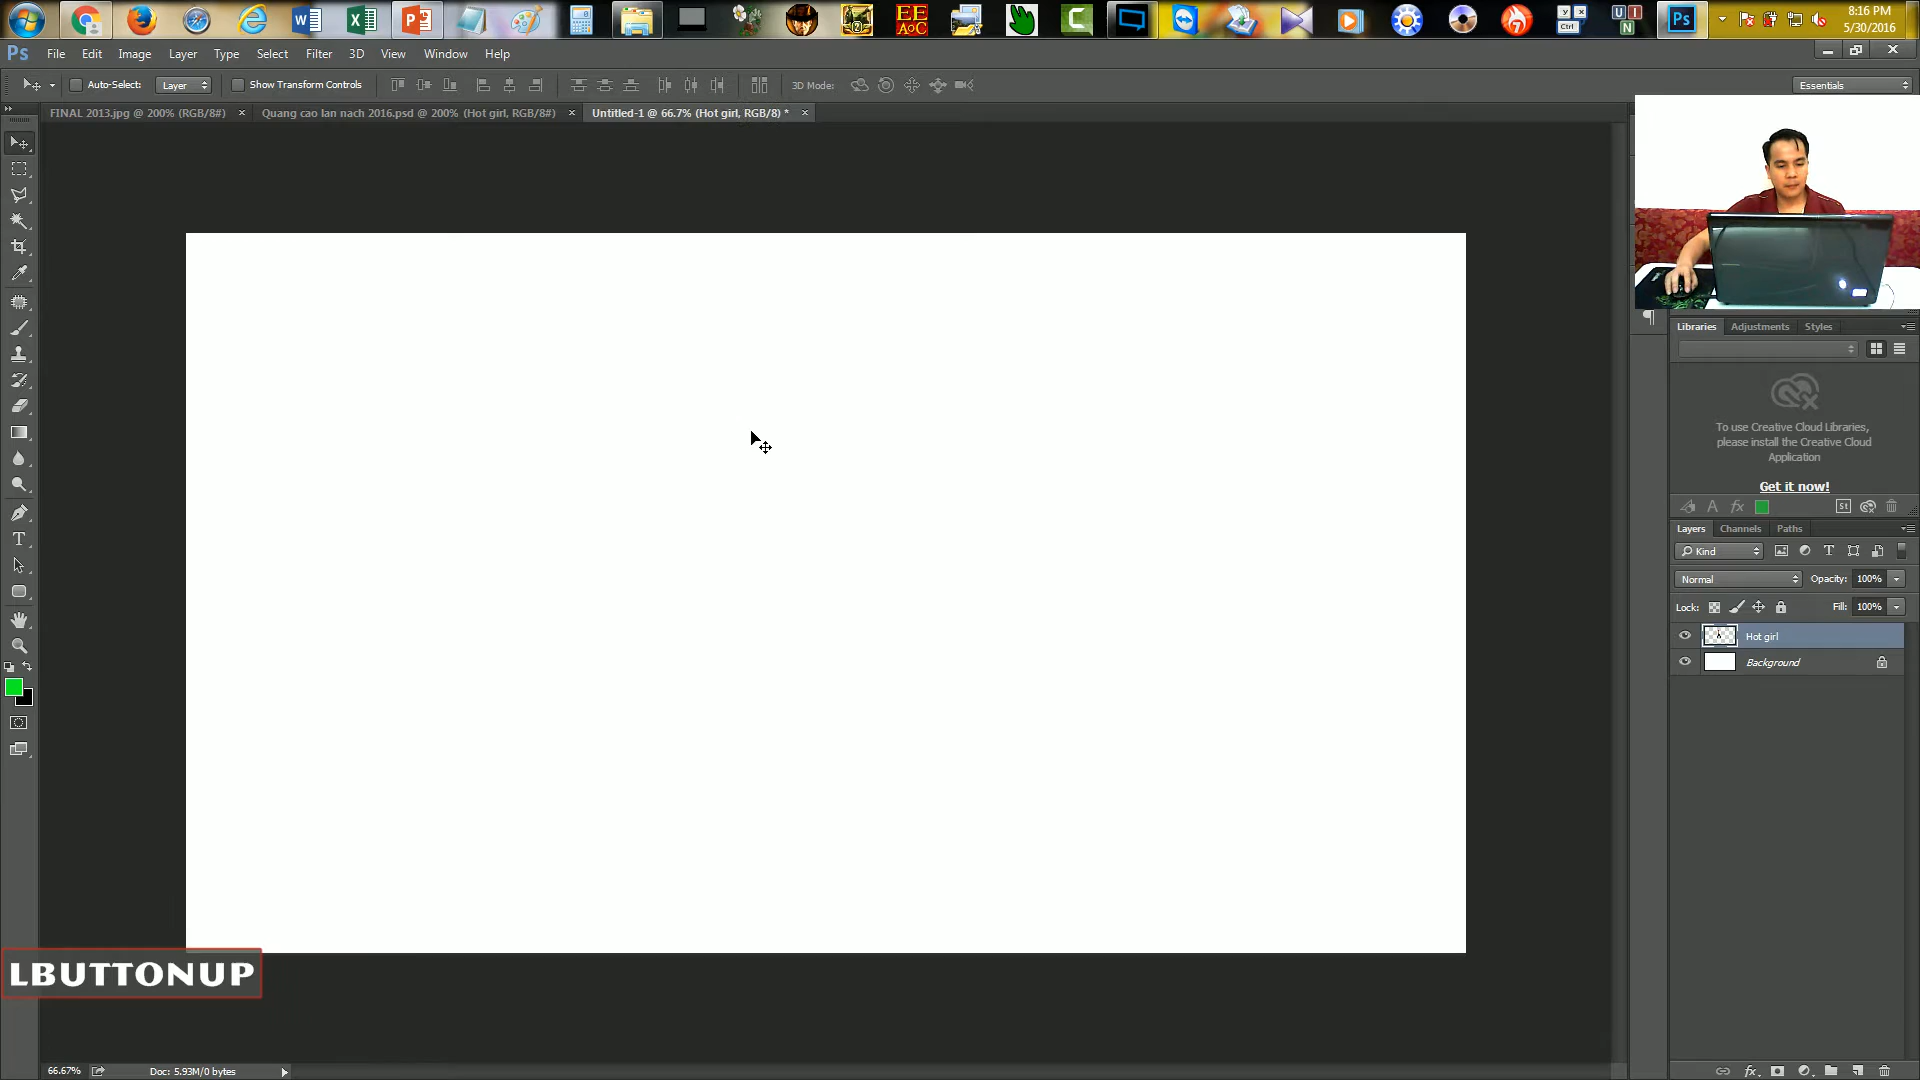 8:16 PM
5/30/2016
Ps File Edit Image Layer Type Select Filter 3D View Window Help
Auto-Select: Layer Show Transform Controls 3D Mode: Essentials
FINAL 2013.jpg @ 200% (RGB/8#) × Quang cao lan nach 2016.psd @ 200% (Hot girl, RGB/8#) × Untitled-1 @ 66.7% (Hot girl, RGB/8) * ×
Libraries Adjustments Styles
To use Creative Cloud Libraries,
please install the Creative Cloud
Application
Get it now!
Layers Channels Paths
Kind
Normal Opacity: 100%
Lock: Fill: 100%
Hot girl
Background
LBUTTONUP
66.67% Doc: 5.93M/0 bytes